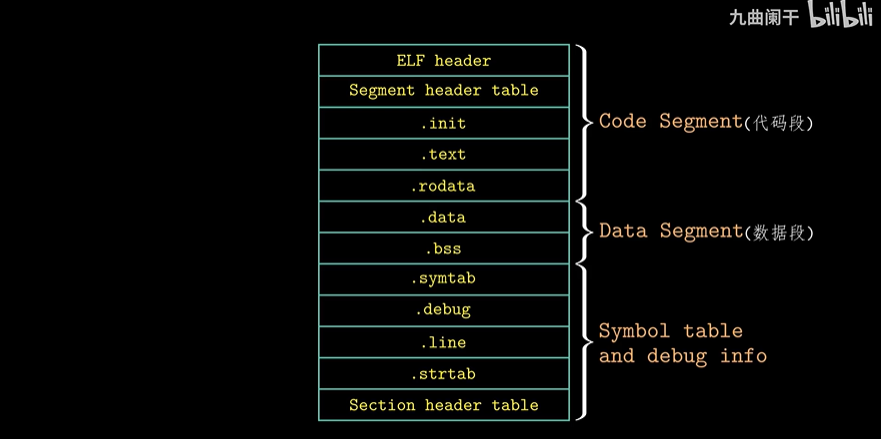 九曲阑干 bilibili
ELF header
Segment header table
.init
.text
.rodata
.data
.bss
.symtab
.debug
.line
.strtab
Section header table
Code Segment(代码段)
Data Segment(数据段)
Symbol table
and debug info